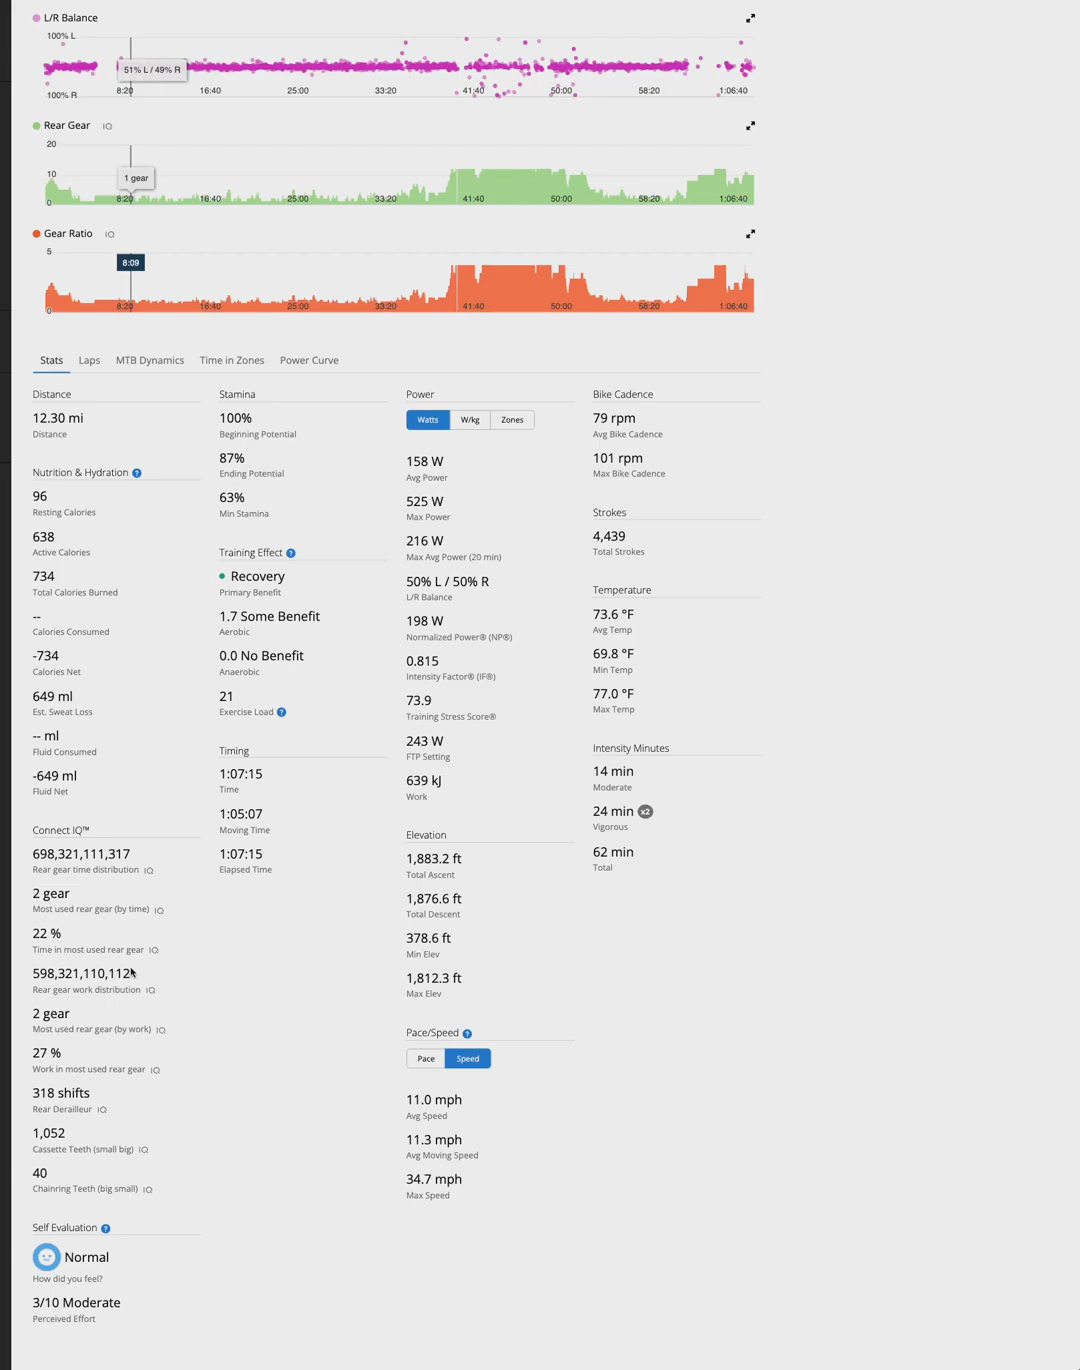 L/R Balance
100% L
51% L / 49% R
100% R
8:20 16:40 25:00 33:20 41:40 50:00 58:20 1:06:40
Rear Gear IQ
20
10
1 gear
0
8:20 16:40 25:00 33:20 41:40 50:00 58:20 1:06:40
Gear Ratio IQ
5
8:09
0
8:20 16:40 25:00 33:20 41:40 50:00 58:20 1:06:40
Stats Laps MTB Dynamics Time in Zones Power Curve
Distance
12.30 mi
Distance
Nutrition & Hydration ?
96
Resting Calories
638
Active Calories
734
Total Calories Burned
--
Calories Consumed
-734
Calories Net
649 ml
Est. Sweat Loss
-- ml
Fluid Consumed
-649 ml
Fluid Net
Connect IQ™
698,321,111,317
Rear gear time distribution IQ
2 gear
Most used rear gear (by time) IQ
22 %
Time in most used rear gear IQ
598,321,110,112
Rear gear work distribution IQ
2 gear
Most used rear gear (by work) IQ
27 %
Work in most used rear gear IQ
318 shifts
Rear Derailleur IQ
1,052
Cassette Teeth (small big) IQ
40
Chainring Teeth (big small) IQ
Self Evaluation ?
Normal
How did you feel?
3/10 Moderate
Perceived Effort
Stamina
100%
Beginning Potential
87%
Ending Potential
63%
Min Stamina
Training Effect ?
Recovery
Primary Benefit
1.7 Some Benefit
Aerobic
0.0 No Benefit
Anaerobic
21
Exercise Load ?
Timing
1:07:15
Time
1:05:07
Moving Time
1:07:15
Elapsed Time
Power
Watts W/kg Zones
158 W
Avg Power
525 W
Max Power
216 W
Max Avg Power (20 min)
50% L / 50% R
L/R Balance
198 W
Normalized Power® (NP®)
0.815
Intensity Factor® (IF®)
73.9
Training Stress Score®
243 W
FTP Setting
639 kJ
Work
Elevation
1,883.2 ft
Total Ascent
1,876.6 ft
Total Descent
378.6 ft
Min Elev
1,812.3 ft
Max Elev
Pace/Speed ?
Pace Speed
11.0 mph
Avg Speed
11.3 mph
Avg Moving Speed
34.7 mph
Max Speed
Bike Cadence
79 rpm
Avg Bike Cadence
101 rpm
Max Bike Cadence
Strokes
4,439
Total Strokes
Temperature
73.6 °F
Avg Temp
69.8 °F
Min Temp
77.0 °F
Max Temp
Intensity Minutes
14 min
Moderate
24 min x2
Vigorous
62 min
Total